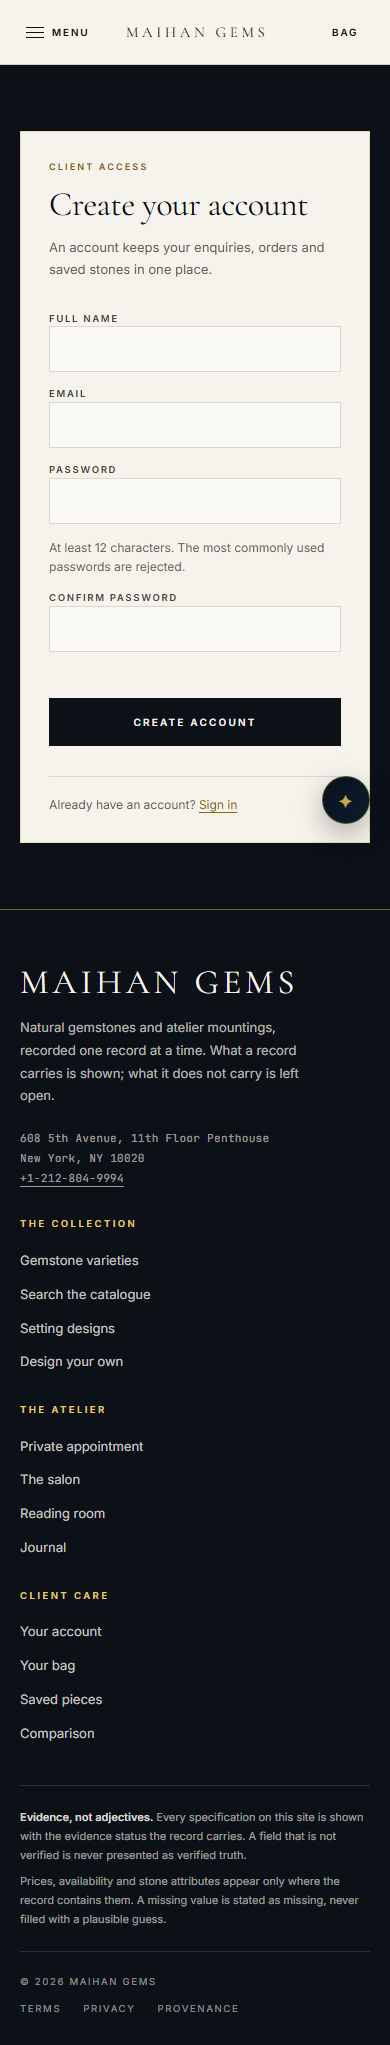 MENU
MAIHAN GEMS
BAG
CLIENT ACCESS
Create your account
An account keeps your enquiries, orders and
saved stones in one place.
FULL NAME
EMAIL
PASSWORD
At least 12 characters. The most commonly used
passwords are rejected.
CONFIRM PASSWORD
CREATE ACCOUNT
Already have an account? Sign in
MAIHAN GEMS
Natural gemstones and atelier mountings,
recorded one record at a time. What a record
carries is shown; what it does not carry is left
open.
608 5th Avenue, 11th Floor Penthouse
New York, NY 10020
+1-212-804-9994
THE COLLECTION
Gemstone varieties
Search the catalogue
Setting designs
Design your own
THE ATELIER
Private appointment
The salon
Reading room
Journal
CLIENT CARE
Your account
Your bag
Saved pieces
Comparison
Evidence, not adjectives. Every specification on this site is shown
with the evidence status the record carries. A field that is not
verified is never presented as verified truth.
Prices, availability and stone attributes appear only where the
record contains them. A missing value is stated as missing, never
filled with a plausible guess.
© 2026 MAIHAN GEMS
TERMS PRIVACY PROVENANCE